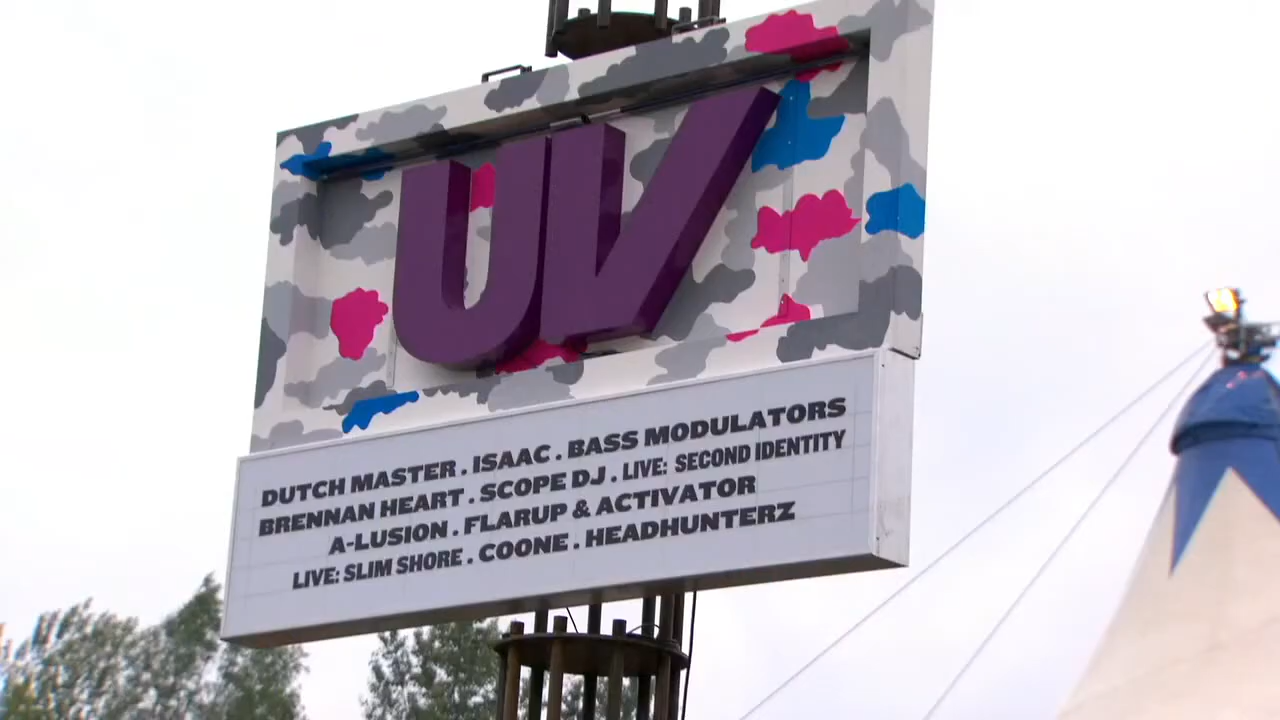 UV
DUTCH MASTER . ISAAC . BASS MODULATORS
BRENNAN HEART . SCOPE DJ . LIVE: SECOND IDENTITY
A-LUSION . FLARUP & ACTIVATOR
LIVE: SLIM SHORE . COONE . HEADHUNTERZ